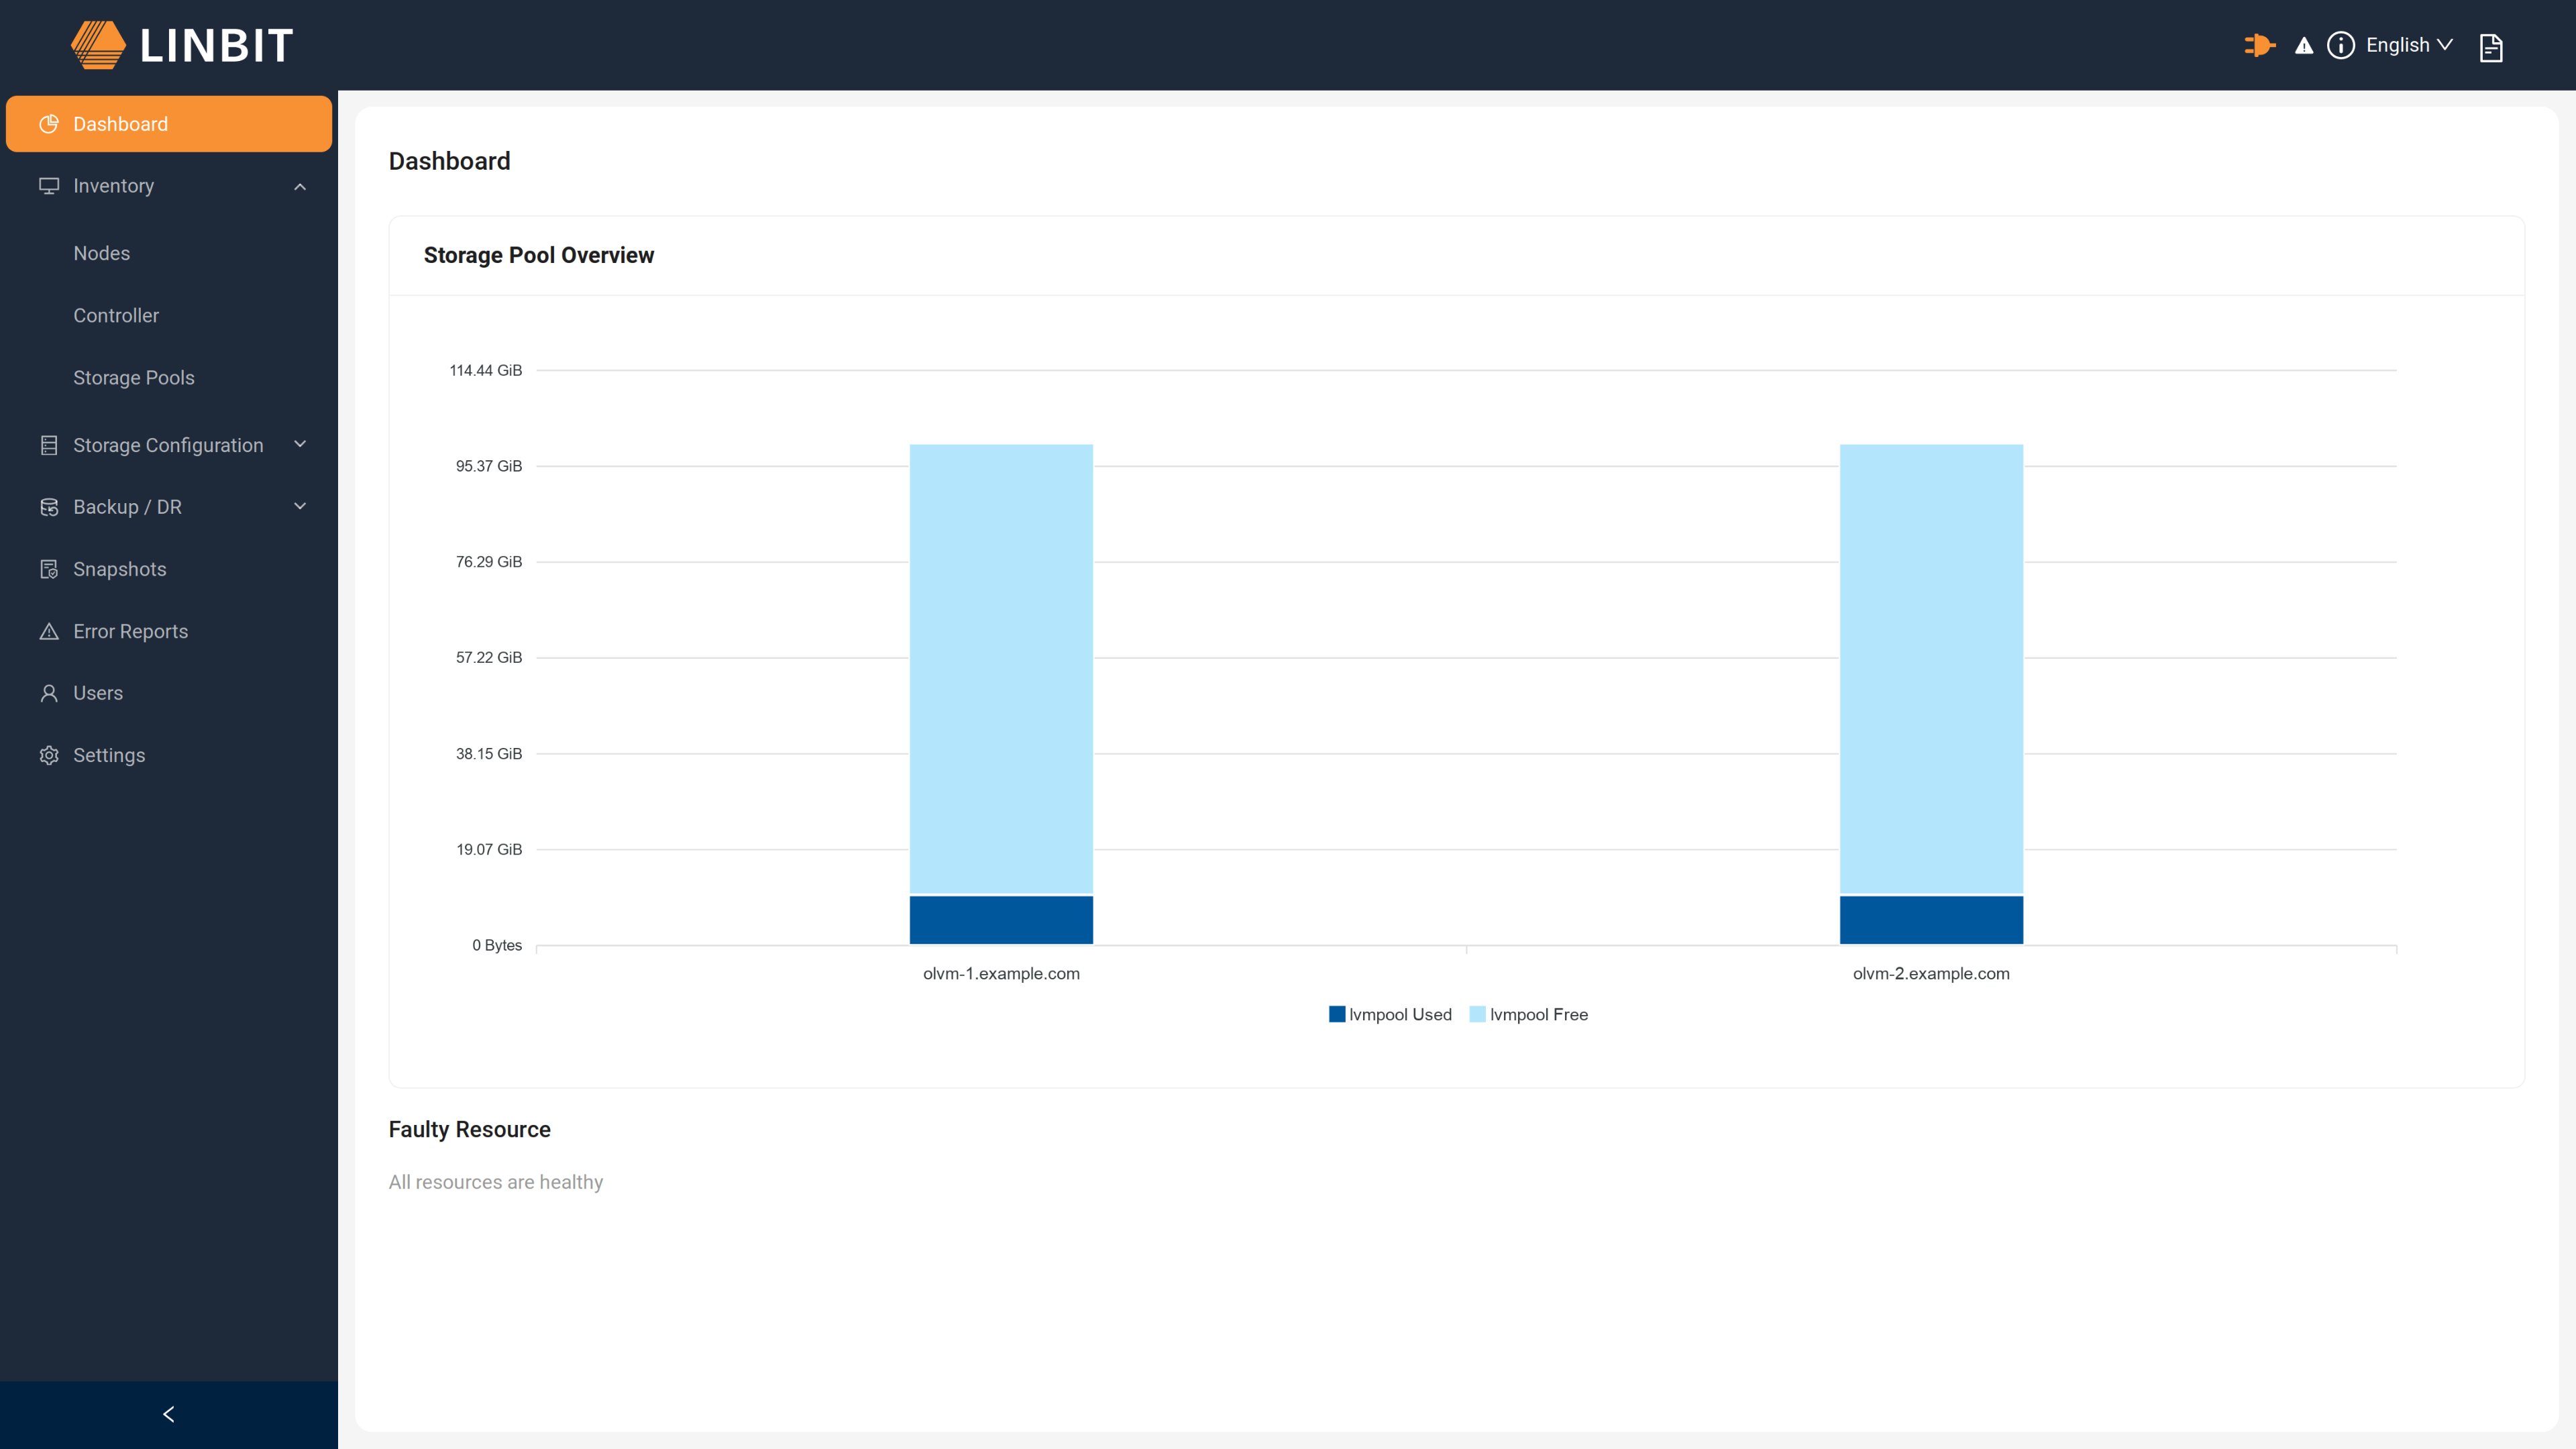 LINBIT
English
Dashboard
Inventory
Nodes
Controller
Storage Pools
Storage Configuration
Backup / DR
Snapshots
Error Reports
Users
Settings
Dashboard
Storage Pool Overview
114.44 GiB
95.37 GiB
76.29 GiB
57.22 GiB
38.15 GiB
19.07 GiB
0 Bytes
olvm-1.example.com
olvm-2.example.com
lvmpool Used
lvmpool Free
Faulty Resource
All resources are healthy